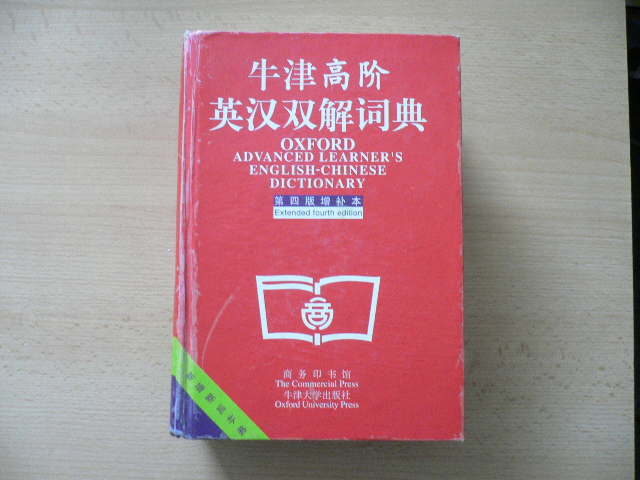 牛津高阶
英汉双解词典
OXFORD
ADVANCED LEARNER'S
ENGLISH-CHINESE
DICTIONARY
第四版增补本
Extended fourth edition
商务印书馆
The Commercial Press
牛津大学出版社
Oxford University Press